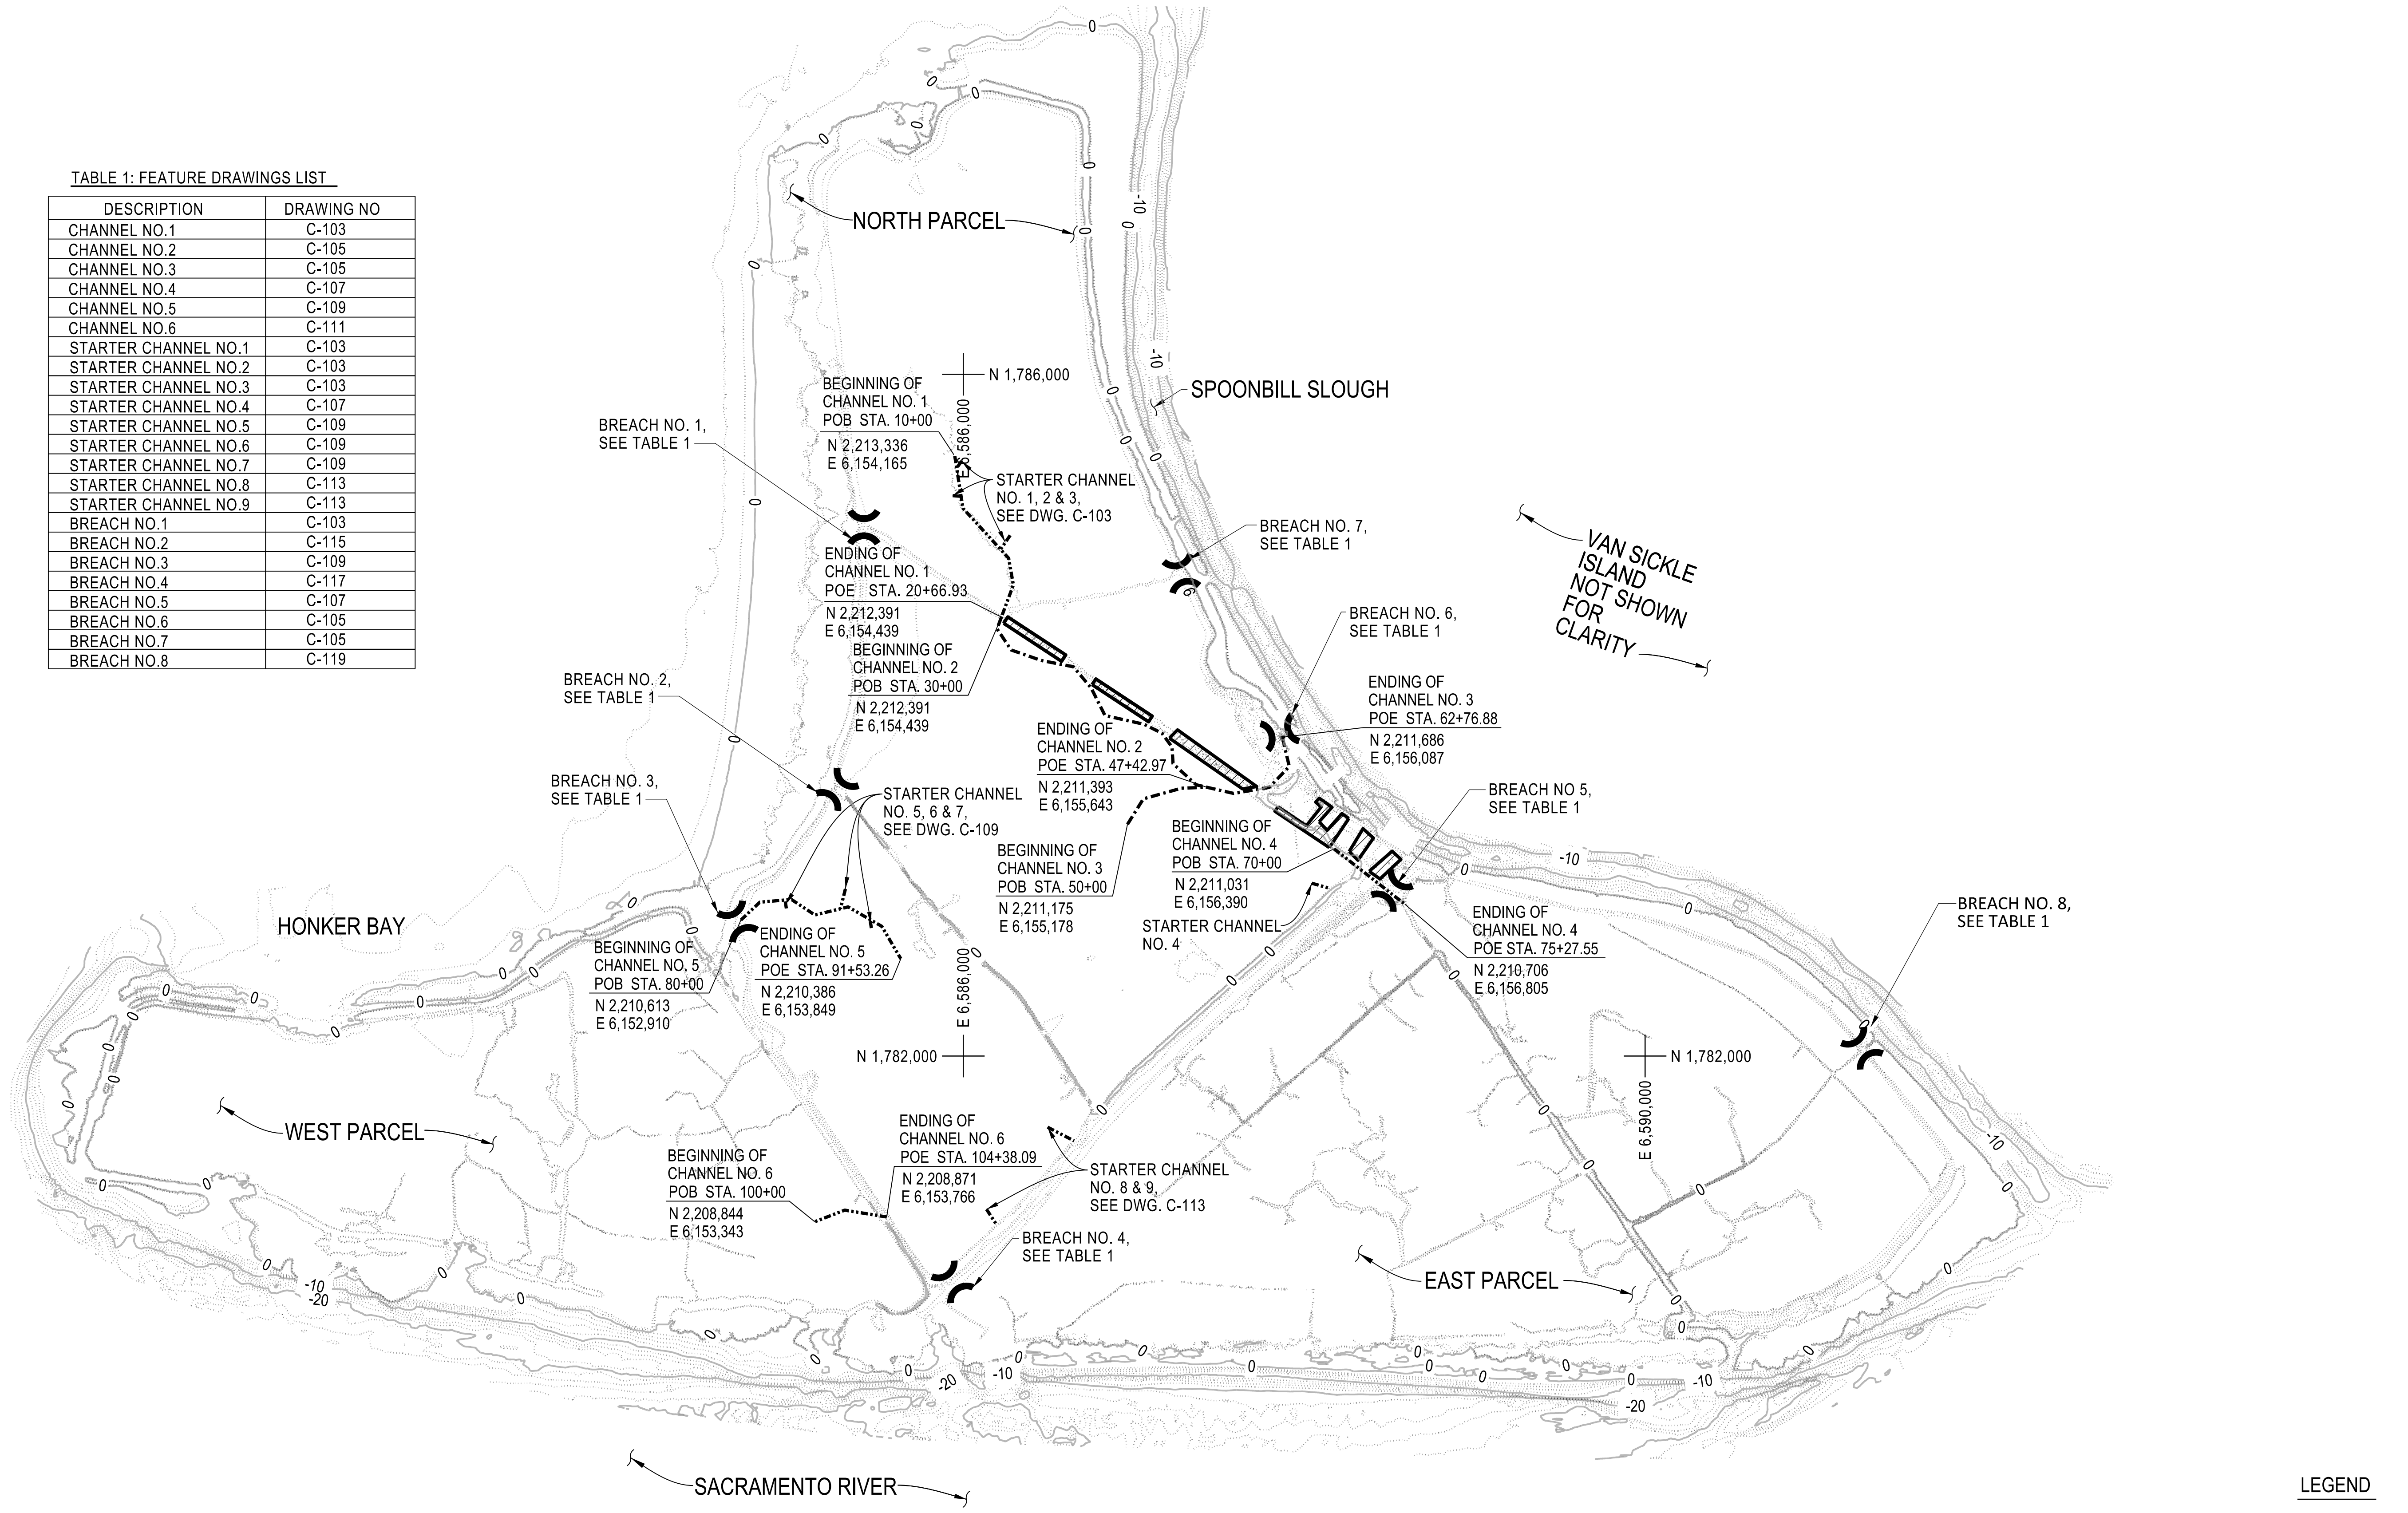 TABLE 1: FEATURE DRAWINGS LIST
DESCRIPTION DRAWING NO
CHANNEL NO.1 C-103
CHANNEL NO.2 C-105
CHANNEL NO.3 C-105
CHANNEL NO.4 C-107
CHANNEL NO.5 C-109
CHANNEL NO.6 C-111
STARTER CHANNEL NO.1 C-103
STARTER CHANNEL NO.2 C-103
STARTER CHANNEL NO.3 C-103
STARTER CHANNEL NO.4 C-107
STARTER CHANNEL NO.5 C-109
STARTER CHANNEL NO.6 C-109
STARTER CHANNEL NO.7 C-109
STARTER CHANNEL NO.8 C-113
STARTER CHANNEL NO.9 C-113
BREACH NO.1 C-103
BREACH NO.2 C-115
BREACH NO.3 C-109
BREACH NO.4 C-117
BREACH NO.5 C-107
BREACH NO.6 C-105
BREACH NO.7 C-105
BREACH NO.8 C-119
NORTH PARCEL
N 1,786,000
E 6,586,000
SPOONBILL SLOUGH
BEGINNING OF
CHANNEL NO. 1
POB STA. 10+00
N 2,213,336
E 6,154,165
BREACH NO. 1,
SEE TABLE 1
STARTER CHANNEL
NO. 1, 2 & 3,
SEE DWG. C-103
BREACH NO. 7,
SEE TABLE 1
VAN SICKLE
ISLAND
NOT SHOWN
FOR
CLARITY
ENDING OF
CHANNEL NO. 1
POE STA. 20+66.93
N 2,212,391
E 6,154,439
BREACH NO. 6,
SEE TABLE 1
BEGINNING OF
CHANNEL NO. 2
POB STA. 30+00
N 2,212,391
E 6,154,439
BREACH NO. 2,
SEE TABLE 1
ENDING OF
CHANNEL NO. 3
POE STA. 62+76.88
N 2,211,686
E 6,156,087
ENDING OF
CHANNEL NO. 2
POE STA. 47+42.97
N 2,211,393
E 6,155,643
BREACH NO. 3,
SEE TABLE 1
STARTER CHANNEL
NO. 5, 6 & 7,
SEE DWG. C-109
BREACH NO 5,
SEE TABLE 1
BEGINNING OF
CHANNEL NO. 4
POB STA. 70+00
N 2,211,031
E 6,156,390
BEGINNING OF
CHANNEL NO. 3
POB STA. 50+00
N 2,211,175
E 6,155,178
STARTER CHANNEL
NO. 4
BREACH NO. 8,
SEE TABLE 1
ENDING OF
CHANNEL NO. 4
POE STA. 75+27.55
N 2,210,706
E 6,156,805
HONKER BAY
ENDING OF
CHANNEL NO. 5
POE STA. 91+53.26
N 2,210,386
E 6,153,849
BEGINNING OF
CHANNEL NO. 5
POB STA. 80+00
N 2,210,613
E 6,152,910
E 6,586,000
N 1,782,000
N 1,782,000
E 6,590,000
WEST PARCEL
ENDING OF
CHANNEL NO. 6
POE STA. 104+38.09
N 2,208,871
E 6,153,766
BEGINNING OF
CHANNEL NO. 6
POB STA. 100+00
N 2,208,844
E 6,153,343
STARTER CHANNEL
NO. 8 & 9,
SEE DWG. C-113
BREACH NO. 4,
SEE TABLE 1
EAST PARCEL
SACRAMENTO RIVER
LEGEND
0
-10
-20